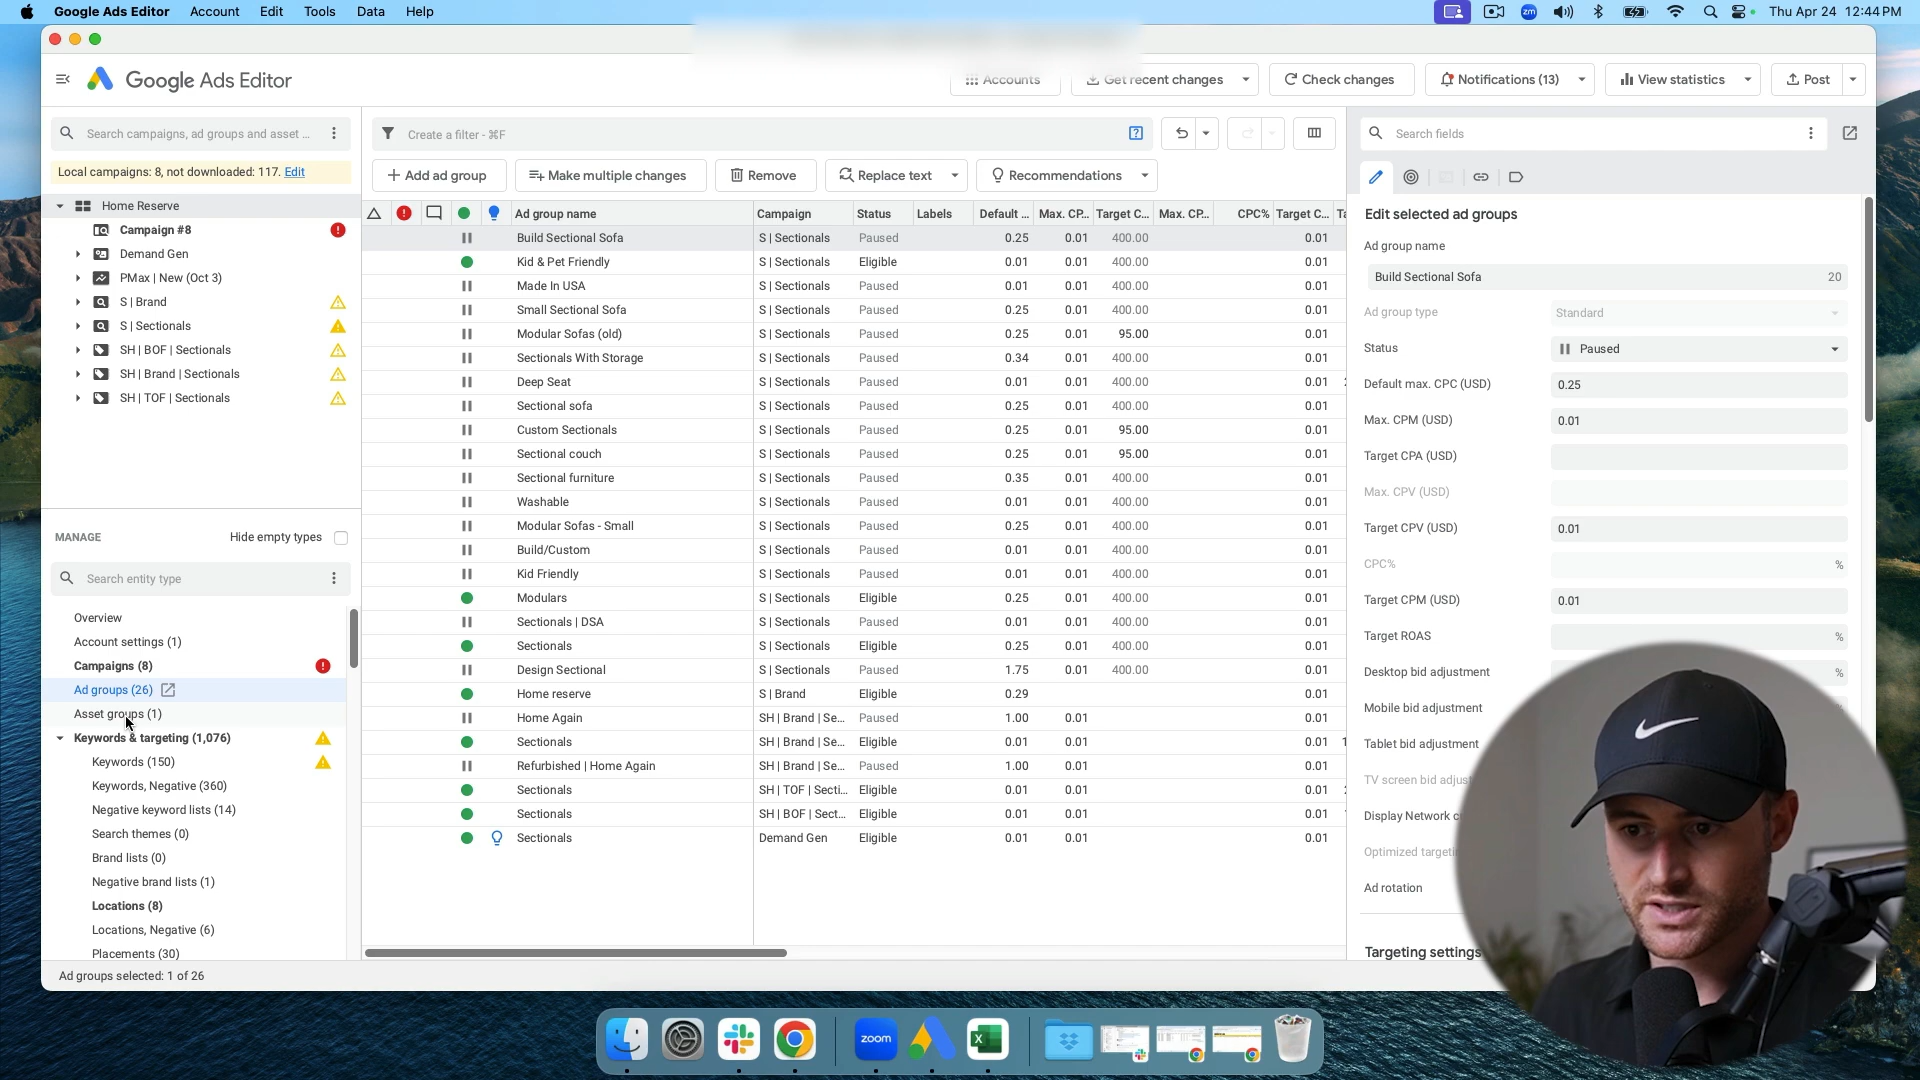 Google Ads Editor Account Edit Tools Data Help
zm Thu Apr 24 12:44 PM
Google Ads Editor
Accounts Get recent changes Check changes Notifications (13) View statistics Post
Search campaigns, ad groups and asset ...
Local campaigns: 8, not downloaded: 117. Edit
Home Reserve
Campaign #8
Demand Gen
PMax | New (Oct 3)
S | Brand
S | Sectionals
SH | BOF | Sectionals
SH | Brand | Sectionals
SH | TOF | Sectionals
MANAGE Hide empty types
Search entity type
Overview
Account settings (1)
Campaigns (8)
Ad groups (26)
Asset groups (1)
Keywords & targeting (1,076)
Keywords (150)
Keywords, Negative (360)
Negative keyword lists (14)
Search themes (0)
Brand lists (0)
Negative brand lists (1)
Locations (8)
Locations, Negative (6)
Placements (30)
Ad groups selected: 1 of 26
Create a filter - ⌘F
Add ad group Make multiple changes Remove Replace text Recommendations
Ad group name Campaign Status Labels Default ... Max. CP... Target C... Max. CP... CPC% Target C... Ta
Build Sectional Sofa S | Sectionals Paused 0.25 0.01 400.00 0.01
Kid & Pet Friendly S | Sectionals Eligible 0.01 0.01 400.00 0.01
Made In USA S | Sectionals Paused 0.01 0.01 400.00 0.01
Small Sectional Sofa S | Sectionals Paused 0.25 0.01 400.00 0.01
Modular Sofas (old) S | Sectionals Paused 0.25 0.01 95.00 0.01
Sectionals With Storage S | Sectionals Paused 0.34 0.01 400.00 0.01
Deep Seat S | Sectionals Paused 0.01 0.01 400.00 0.01
Sectional sofa S | Sectionals Paused 0.25 0.01 400.00 0.01
Custom Sectionals S | Sectionals Paused 0.25 0.01 95.00 0.01
Sectional couch S | Sectionals Paused 0.25 0.01 95.00 0.01
Sectional furniture S | Sectionals Paused 0.35 0.01 400.00 0.01
Washable S | Sectionals Paused 0.01 0.01 400.00 0.01
Modular Sofas - Small S | Sectionals Paused 0.25 0.01 400.00 0.01
Build/Custom S | Sectionals Paused 0.01 0.01 400.00 0.01
Kid Friendly S | Sectionals Paused 0.01 0.01 400.00 0.01
Modulars S | Sectionals Eligible 0.25 0.01 400.00 0.01
Sectionals | DSA S | Sectionals Paused 0.01 0.01 400.00 0.01
Sectionals S | Sectionals Eligible 0.25 0.01 400.00 0.01
Design Sectional S | Sectionals Paused 1.75 0.01 400.00 0.01
Home reserve S | Brand Eligible 0.29 0.01
Home Again SH | Brand | Se... Paused 1.00 0.01 0.01
Sectionals SH | Brand | Se... Eligible 0.01 0.01 0.01 1
Refurbished | Home Again SH | Brand | Se... Paused 1.00 0.01 0.01
Sectionals SH | TOF | Secti... Eligible 0.01 0.01 0.01
Sectionals SH | BOF | Sect... Eligible 0.01 0.01 0.01
Sectionals Demand Gen Eligible 0.01 0.01 0.01
Search fields
Edit selected ad groups
Ad group name
Build Sectional Sofa 20
Ad group type Standard
Status Paused
Default max. CPC (USD) 0.25
Max. CPM (USD) 0.01
Target CPA (USD)
Max. CPV (USD)
Target CPV (USD) 0.01
CPC% %
Target CPM (USD) 0.01
Target ROAS %
Desktop bid adjustment %
Mobile bid adjustment
Tablet bid adjustment
TV screen bid adjust
Display Network c
Optimized targeti
Ad rotation
Targeting settings
zoom